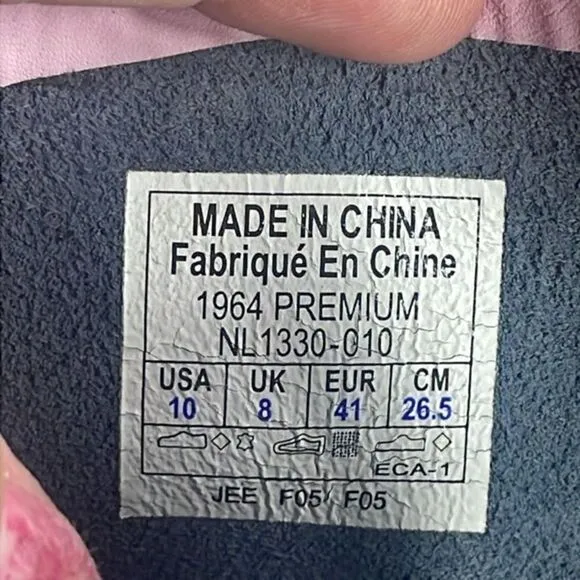 MADE IN CHINA
Fabriqué En Chine
1964 PREMIUM
NL1330-010
USA UK EUR CM
10 8 41 26.5
ECA-1
JEE F05/ F05